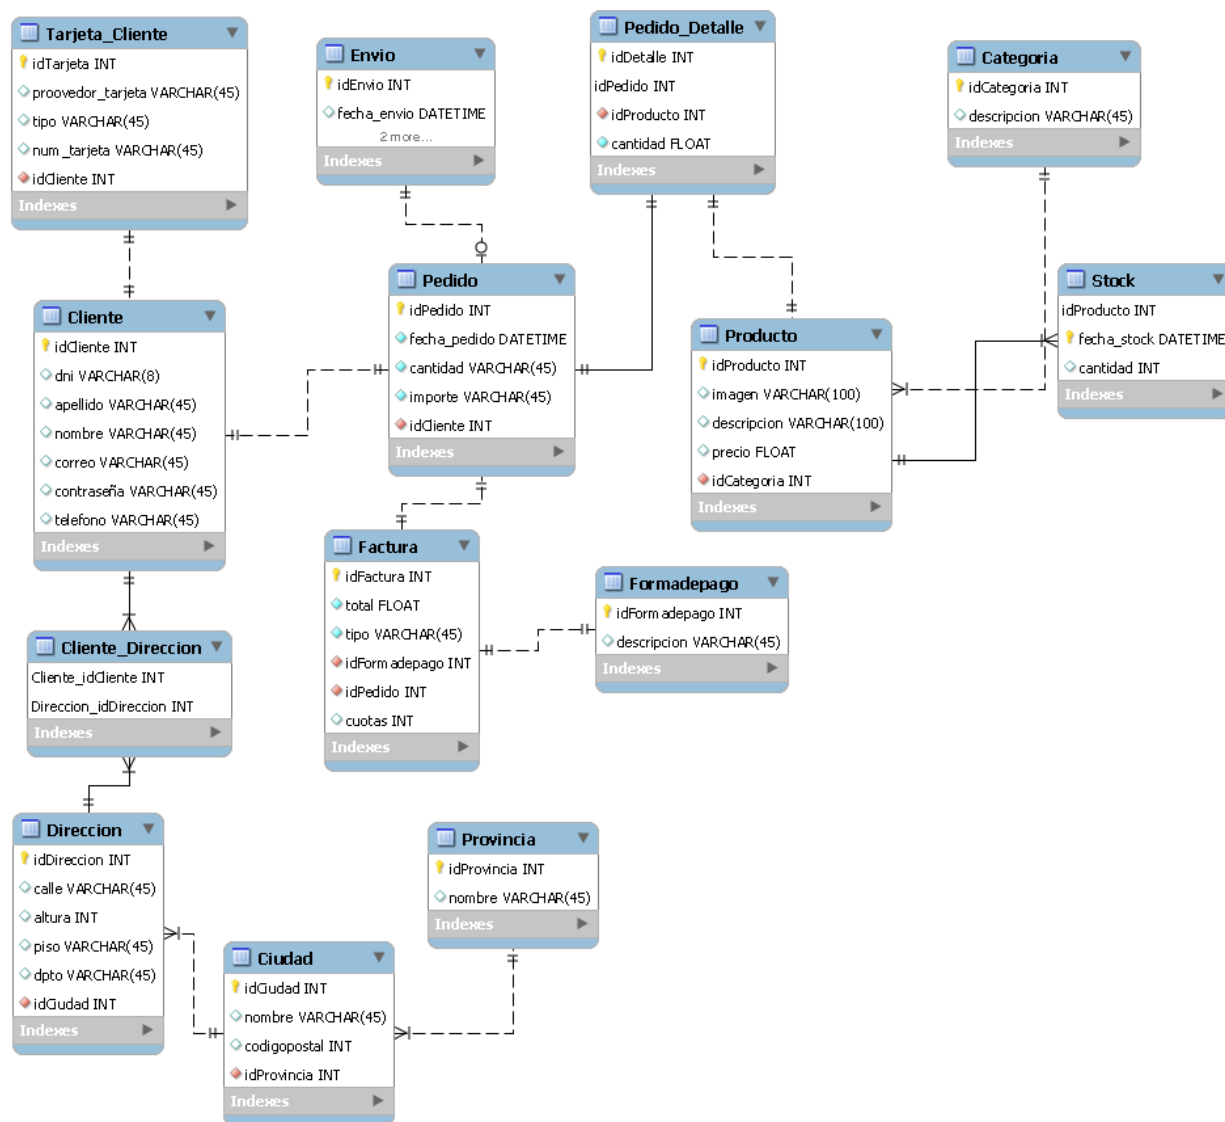 Tarjeta_Cliente
idTarjeta INT
proovedor_tarjeta VARCHAR(45)
tipo VARCHAR(45)
num_tarjeta VARCHAR(45)
idCliente INT
Indexes
Envio
idEnvio INT
fecha_envio DATETIME
2 more...
Indexes
Pedido_Detalle
idDetalle INT
idPedido INT
idProducto INT
cantidad FLOAT
Indexes
Categoria
idCategoria INT
descripcion VARCHAR(45)
Indexes
Cliente
idCliente INT
dni VARCHAR(8)
apellido VARCHAR(45)
nombre VARCHAR(45)
correo VARCHAR(45)
contraseña VARCHAR(45)
telefono VARCHAR(45)
Indexes
Pedido
idPedido INT
fecha_pedido DATETIME
cantidad VARCHAR(45)
importe VARCHAR(45)
idCliente INT
Indexes
Producto
idProducto INT
imagen VARCHAR(100)
descripcion VARCHAR(100)
precio FLOAT
idCategoria INT
Indexes
Stock
idProducto INT
fecha_stock DATETIME
cantidad INT
Indexes
Factura
idFactura INT
total FLOAT
tipo VARCHAR(45)
idFormadepago INT
idPedido INT
cuotas INT
Indexes
Formadepago
idFormadepago INT
descripcion VARCHAR(45)
Indexes
Cliente_Direccion
Cliente_idCliente INT
Direccion_idDireccion INT
Indexes
Direccion
idDireccion INT
calle VARCHAR(45)
altura INT
piso VARCHAR(45)
dpto VARCHAR(45)
idCiudad INT
Indexes
Provincia
idProvincia INT
nombre VARCHAR(45)
Indexes
Ciudad
idCiudad INT
nombre VARCHAR(45)
codigopostal INT
idProvincia INT
Indexes